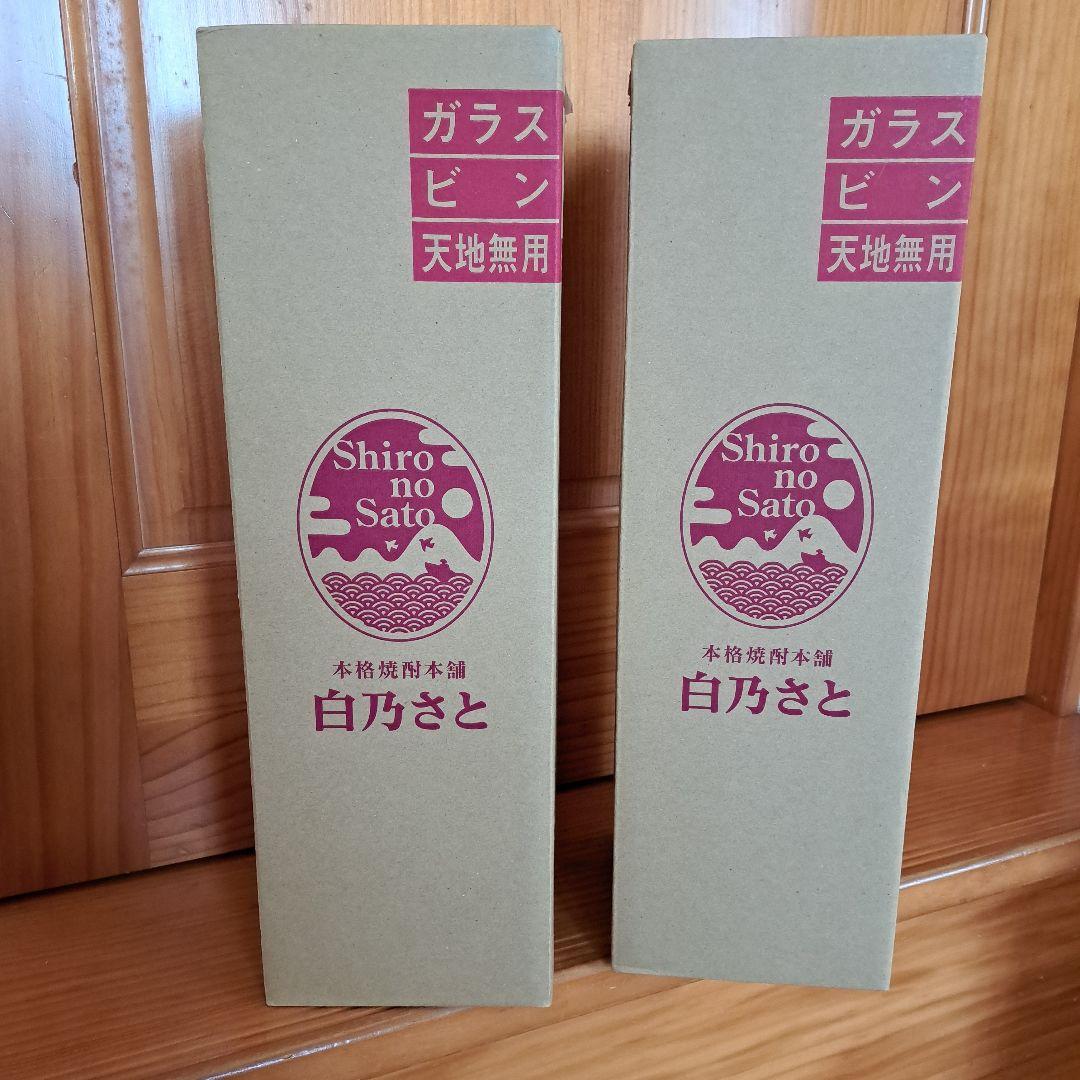 ガラス
ビン
天地無用
Shiro
no
Sato
本格焼酎本舗
白乃さと
ガラス
ビン
天地無用
Shiro
no
Sato
本格焼酎本舗
白乃さと